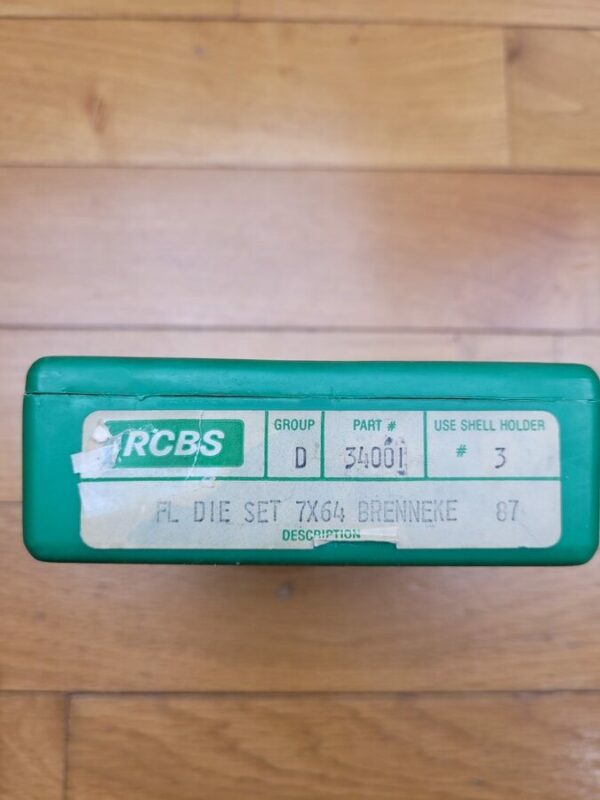 RCBS
GROUP PART # USE SHELL HOLDER
D 34001 # 3
FL DIE SET 7X64 BRENNEKE 87
DESCRIPTION